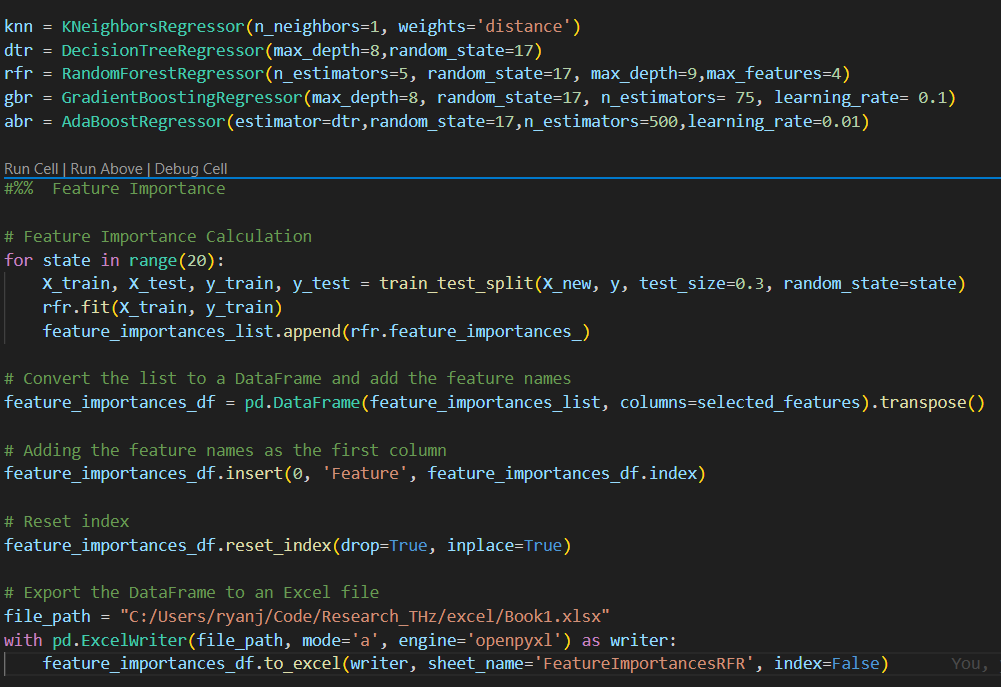 knn = KNeighborsRegressor(n_neighbors=1, weights='distance')
dtr = DecisionTreeRegressor(max_depth=8,random_state=17)
rfr = RandomForestRegressor(n_estimators=5, random_state=17, max_depth=9,max_features=4)
gbr = GradientBoostingRegressor(max_depth=8, random_state=17, n_estimators= 75, learning_rate= 0.1)
abr = AdaBoostRegressor(estimator=dtr,random_state=17,n_estimators=500,learning_rate=0.01)
Run Cell | Run Above | Debug Cell
#%%  Feature Importance
# Feature Importance Calculation
for state in range(20):
    X_train, X_test, y_train, y_test = train_test_split(X_new, y, test_size=0.3, random_state=state)
    rfr.fit(X_train, y_train)
    feature_importances_list.append(rfr.feature_importances_)
# Convert the list to a DataFrame and add the feature names
feature_importances_df = pd.DataFrame(feature_importances_list, columns=selected_features).transpose()
# Adding the feature names as the first column
feature_importances_df.insert(0, 'Feature', feature_importances_df.index)
# Reset index
feature_importances_df.reset_index(drop=True, inplace=True)
# Export the DataFrame to an Excel file
file_path = "C:/Users/ryanj/Code/Research_THz/excel/Book1.xlsx"
with pd.ExcelWriter(file_path, mode='a', engine='openpyxl') as writer:
    feature_importances_df.to_excel(writer, sheet_name='FeatureImportancesRFR', index=False) You,